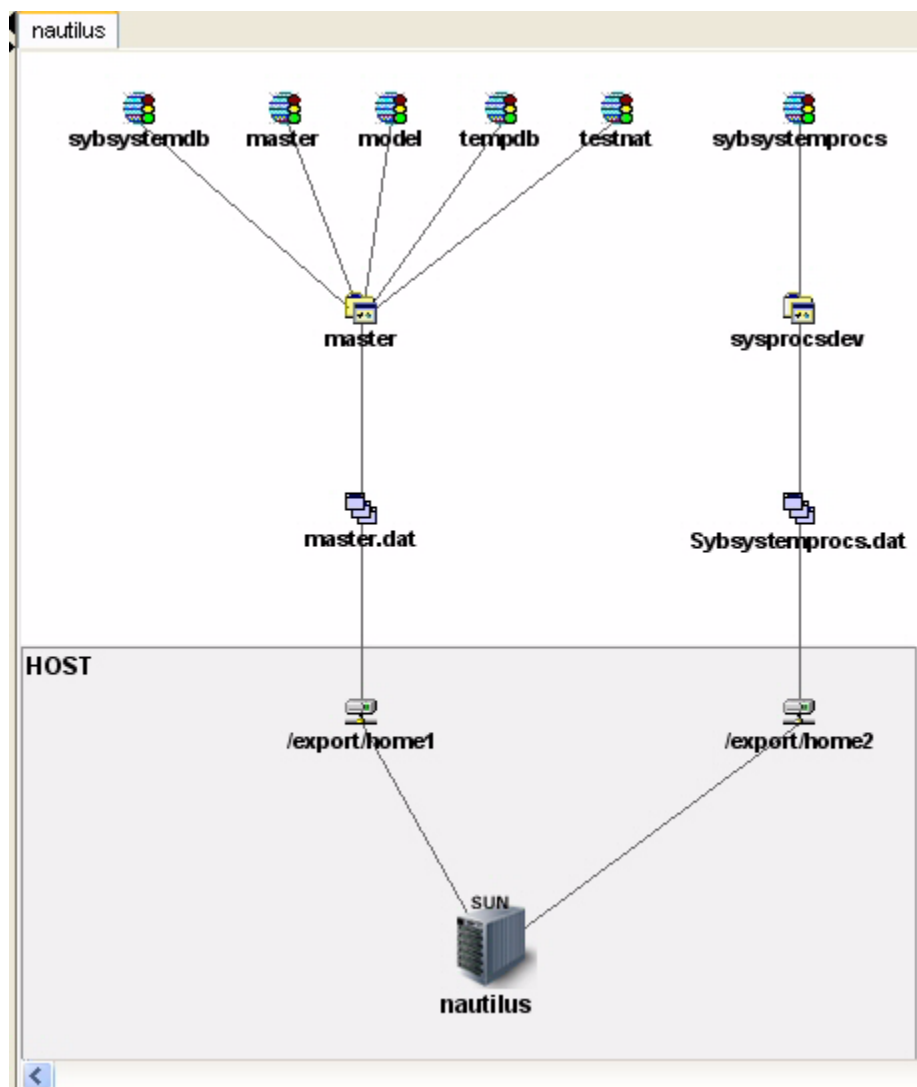 nautilus
sybsystemdb master model tempdb testnat sybsystemprocs
master sysprocsdev
master.dat Sybsystemprocs.dat
HOST
/export/home1 /export/home2
SUN
nautilus